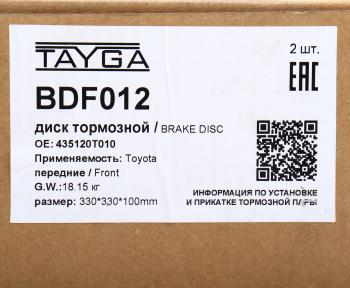 TAYGA
2 шт.
EAC
BDF012
диск тормозной / BRAKE DISC
OE: 435120T010
Применяемость: Toyota
передние / Front
G.W.: 18.15 кг
размер: 330*330*100mm
ИНФОРМАЦИЯ ПО УСТАНОВКЕ
И ПРИКАТКЕ ТОРМОЗНОЙ ПАРЫ